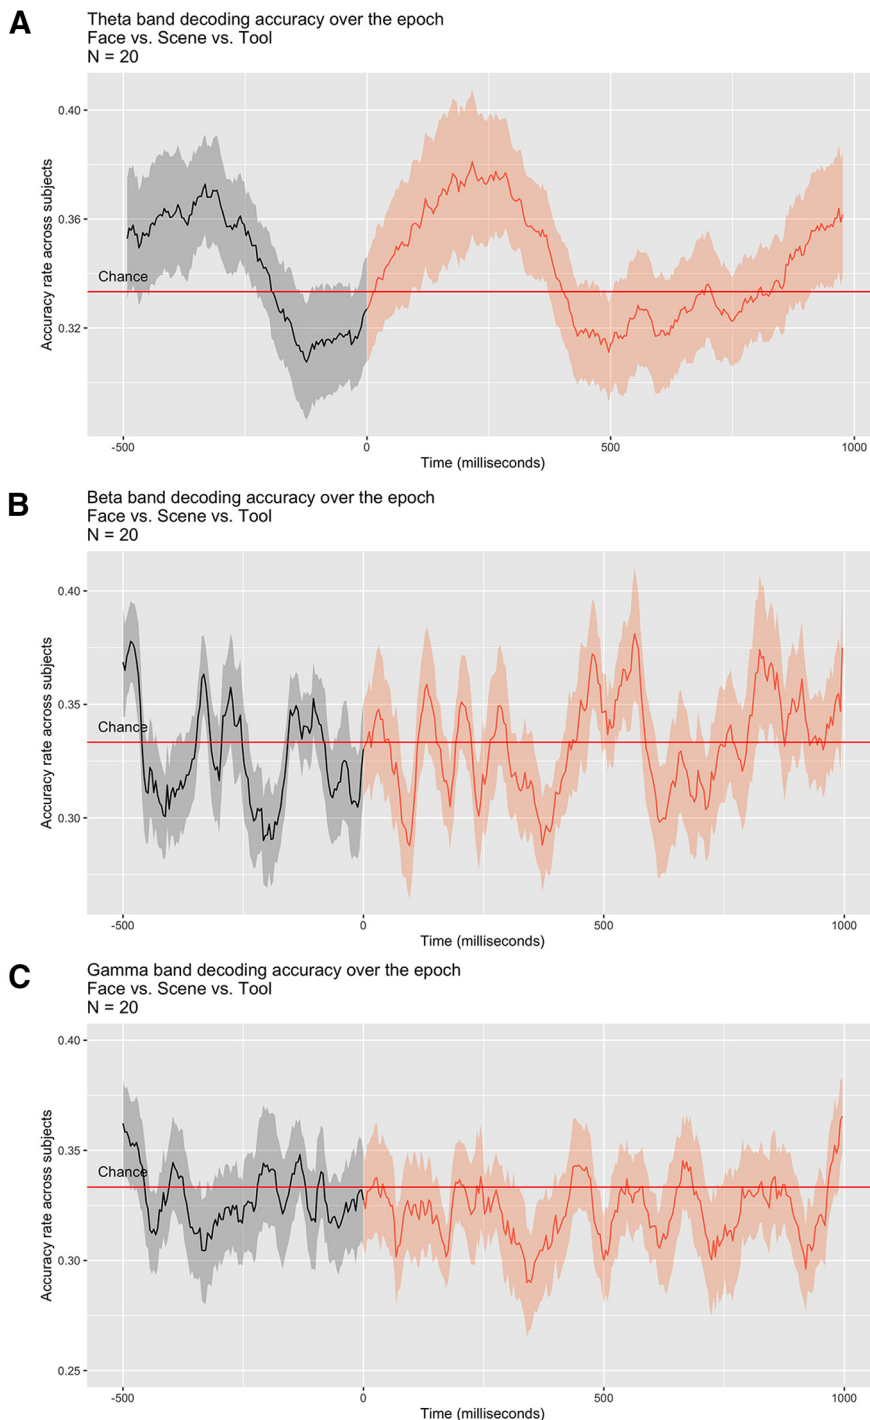 A
Theta band decoding accuracy over the epoch
Face vs. Scene vs. Tool
N = 20
Accuracy rate across subjects
0.40
0.36
0.32
Chance
-500
0
500
1000
Time (milliseconds)
B
Beta band decoding accuracy over the epoch
Face vs. Scene vs. Tool
N = 20
Accuracy rate across subjects
0.40
0.35
0.30
Chance
-500
0
500
1000
Time (milliseconds)
C
Gamma band decoding accuracy over the epoch
Face vs. Scene vs. Tool
N = 20
Accuracy rate across subjects
0.40
0.35
0.30
0.25
Chance
-500
0
500
1000
Time (milliseconds)